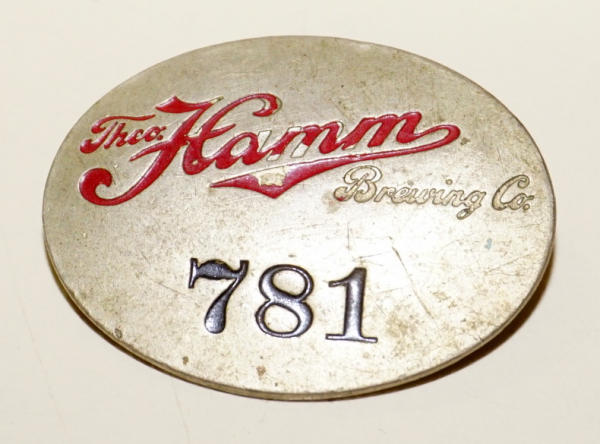 Theo. Hamm
Brewing Co.
781